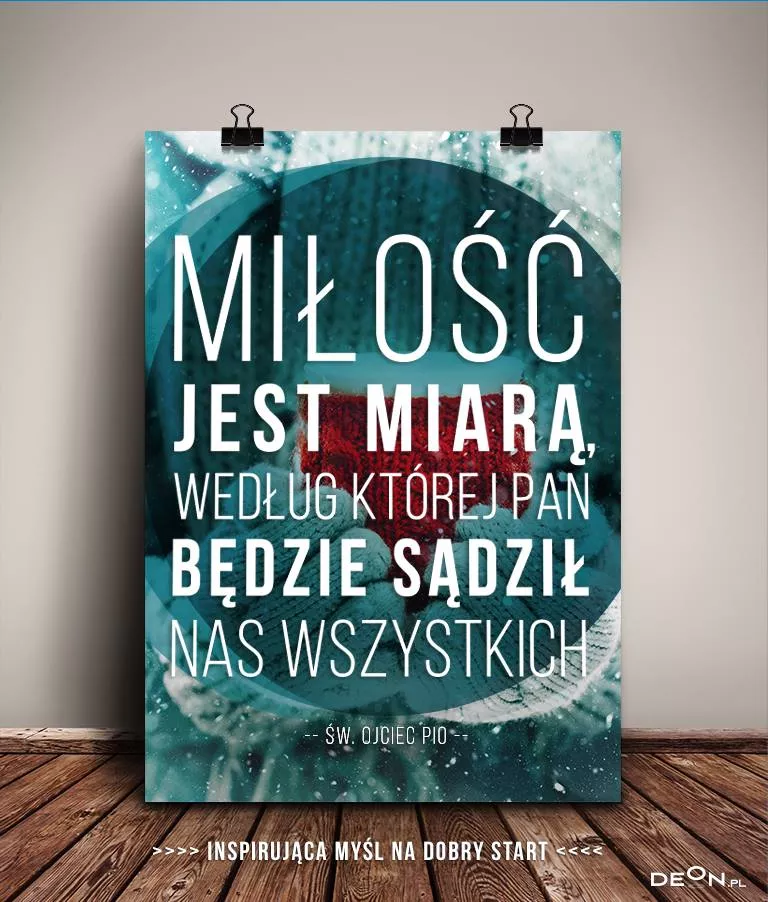 MIŁOŚĆ
JEST MIARĄ,
WEDŁUG KTÓREJ PAN
BĘDZIE SĄDZIŁ
NAS WSZYSTKICH
-- ŚW. OJCIEC PIO --
>>>> INSPIRUJĄCA MYŚL NA DOBRY START <<<<
DEON.PL